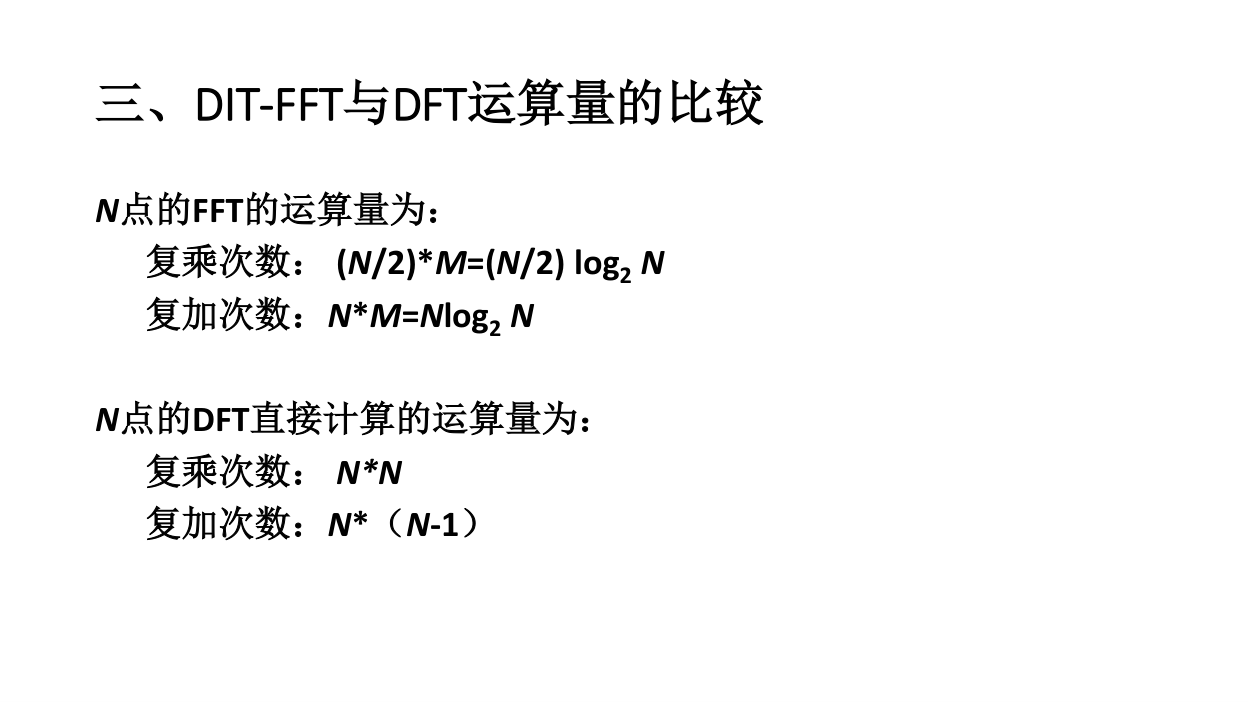 三、DIT-FFT与DFT运算量的比较
N点的FFT的运算量为：
复乘次数： (N/2)*M=(N/2) log₂ N
复加次数：N*M=Nlog₂ N
N点的DFT直接计算的运算量为：
复乘次数： N*N
复加次数：N*（N-1）